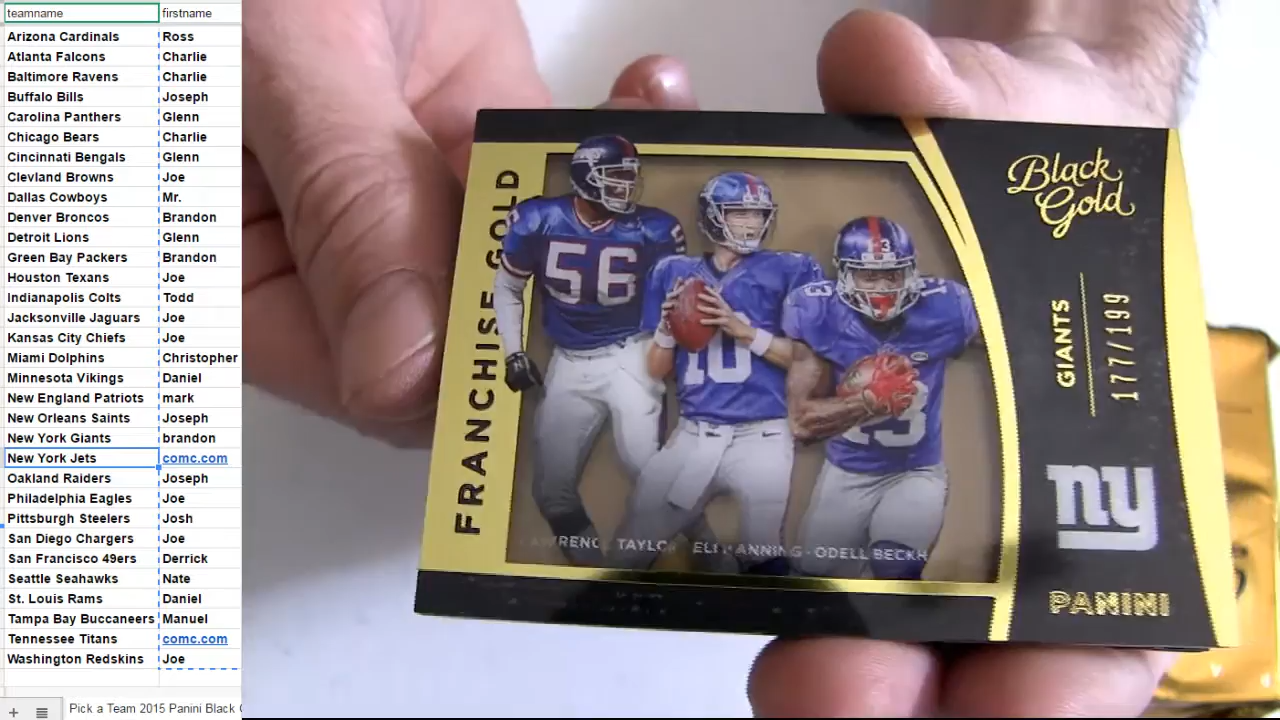 teamname firstname
Arizona Cardinals Ross
Atlanta Falcons Charlie
Baltimore Ravens Charlie
Buffalo Bills Joseph
Carolina Panthers Glenn
Chicago Bears Charlie
Cincinnati Bengals Glenn
Clevland Browns Joe
Dallas Cowboys Mr.
Denver Broncos Brandon
Detroit Lions Glenn
Green Bay Packers Brandon
Houston Texans Joe
Indianapolis Colts Todd
Jacksonville Jaguars Joe
Kansas City Chiefs Joe
Miami Dolphins Christopher
Minnesota Vikings Daniel
New England Patriots mark
New Orleans Saints Joseph
New York Giants brandon
New York Jets comc.com
Oakland Raiders Joseph
Philadelphia Eagles Joe
Pittsburgh Steelers Josh
San Diego Chargers Joe
San Francisco 49ers Derrick
Seattle Seahawks Nate
St. Louis Rams Daniel
Tampa Bay Buccaneers Manuel
Tennessee Titans comc.com
Washington Redskins Joe
Pick a Team 2015 Panini Black
FRANCHISE GOLD
56
10
13
13
TAYLOR ELI MANNING · ODELL BECKH
Black
Gold
GIANTS
177/199
ny
PANINI